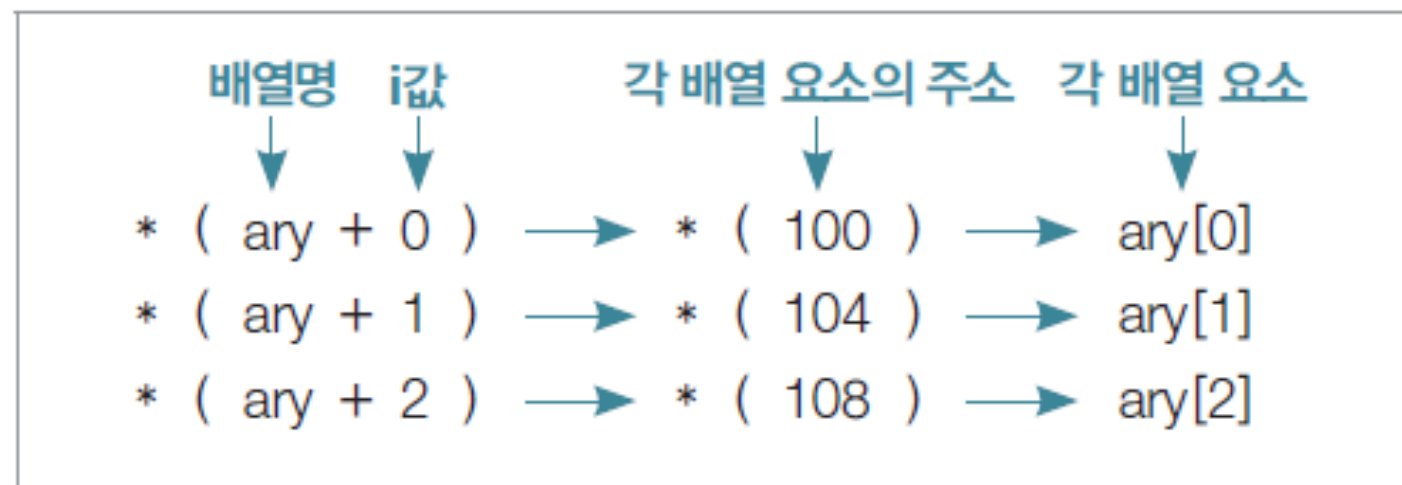 배열명 i값 각 배열 요소의 주소 각 배열 요소
* ( ary + 0 ) * ( 100 ) ary[0]
* ( ary + 1 ) * ( 104 ) ary[1]
* ( ary + 2 ) * ( 108 ) ary[2]